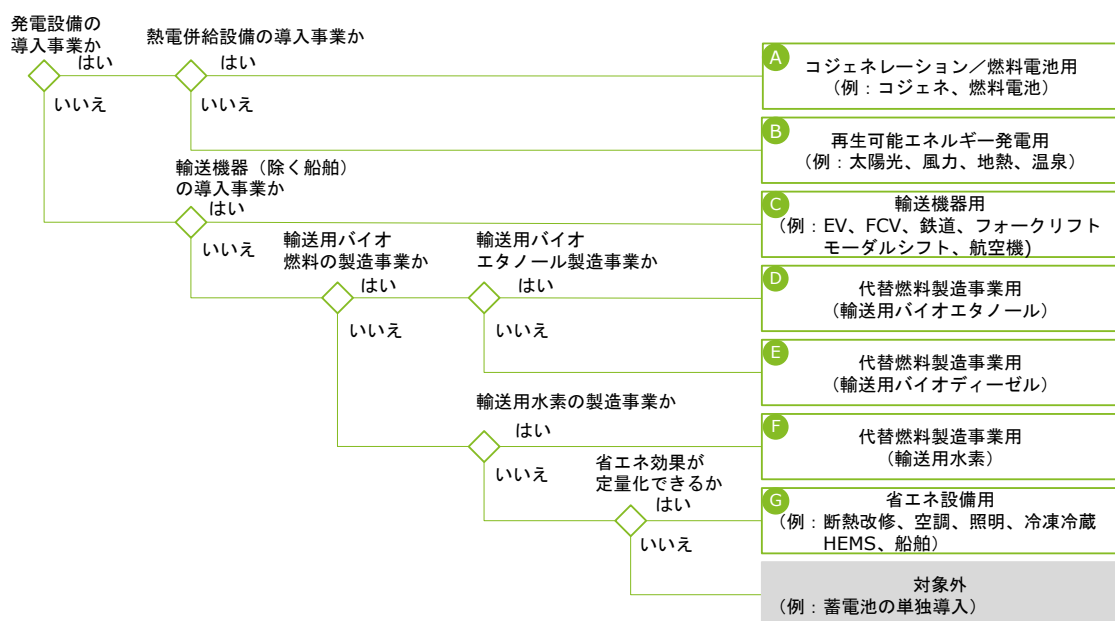 発電設備の
導入事業か
はい
いいえ
熱電併給設備の導入事業か
はい
いいえ
A
コジェネレーション／燃料電池用
（例：コジェネ、燃料電池）
B
再生可能エネルギー発電用
（例：太陽光、風力、地熱、温泉）
輸送機器（除く船舶）
の導入事業か
はい
いいえ
C
輸送機器用
（例：EV、FCV、鉄道、フォークリフト
モーダルシフト、航空機)
輸送用バイオ
燃料の製造事業か
はい
いいえ
輸送用バイオ
エタノール製造事業か
はい
いいえ
D
代替燃料製造事業用
（輸送用バイオエタノール）
E
代替燃料製造事業用
（輸送用バイオディーゼル）
輸送用水素の製造事業か
はい
いいえ
F
代替燃料製造事業用
（輸送用水素）
省エネ効果が
定量化できるか
はい
いいえ
G
省エネ設備用
（例：断熱改修、空調、照明、冷凍冷蔵
HEMS、船舶）
対象外
（例：蓄電池の単独導入）